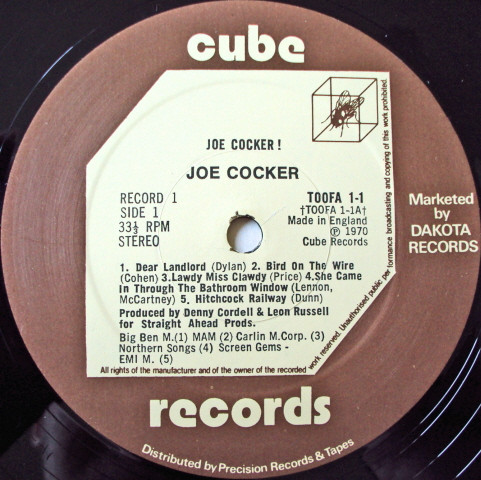 cube
JOE COCKER!
JOE COCKER
RECORD 1
SIDE 1
33⅓ RPM
STEREO
TOOFA 1-1
†TOOFA 1-1A†
Made in England
℗ 1970
Cube Records
Marketed
by
DAKOTA
RECORDS
1. Dear Landlord (Dylan) 2. Bird On The Wire
(Cohen) 3.Lawdy Miss Clawdy (Price) 4.She Came
In Through The Bathroom Window (Lennon,
McCartney) 5. Hitchcock Railway (Dunn)
Produced by Denny Cordell & Leon Russell
for Straight Ahead Prods.
Big Ben M.(1) MAM (2) Carlin M.Corp. (3)
Northern Songs (4) Screen Gems -
EMI M. (5)
All rights of the manufacturer and of the owner of the recorded
work reserved. Unauthorised public performance broadcasting and copying of this work prohibited.
records
Distributed by Precision Records & Tapes